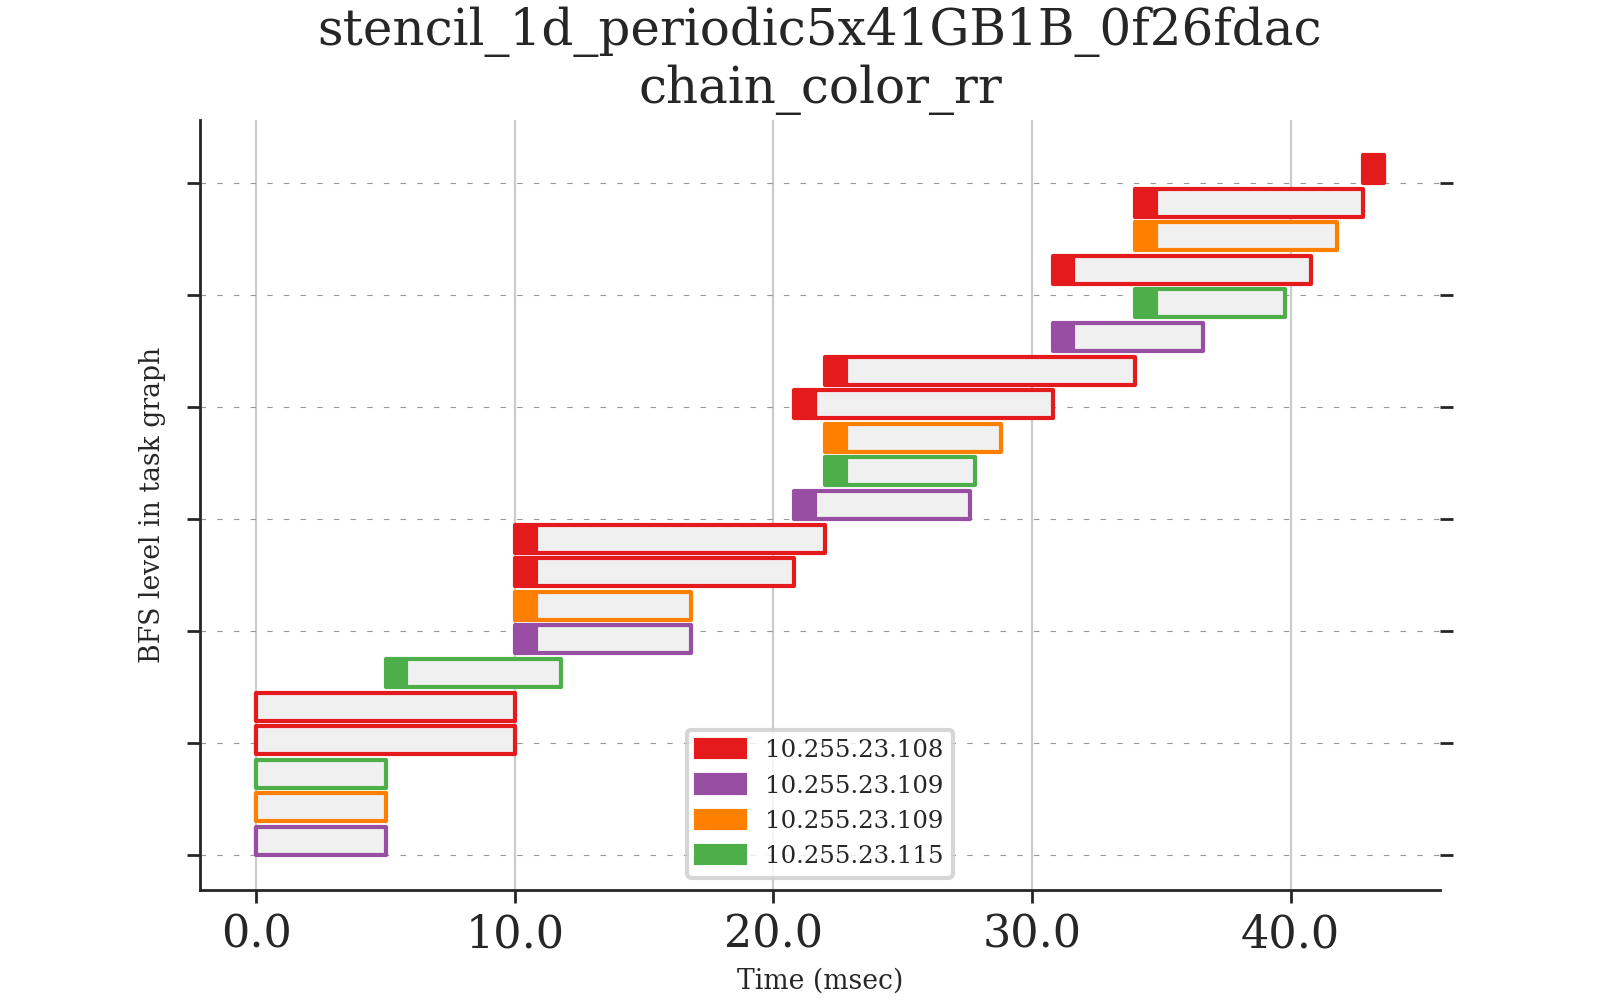 stencil_1d_periodic5x41GB1B_0f26fdac
chain_color_rr
BFS level in task graph
10.255.23.108
10.255.23.109
10.255.23.109
10.255.23.115
0.0 10.0 20.0 30.0 40.0
Time (msec)